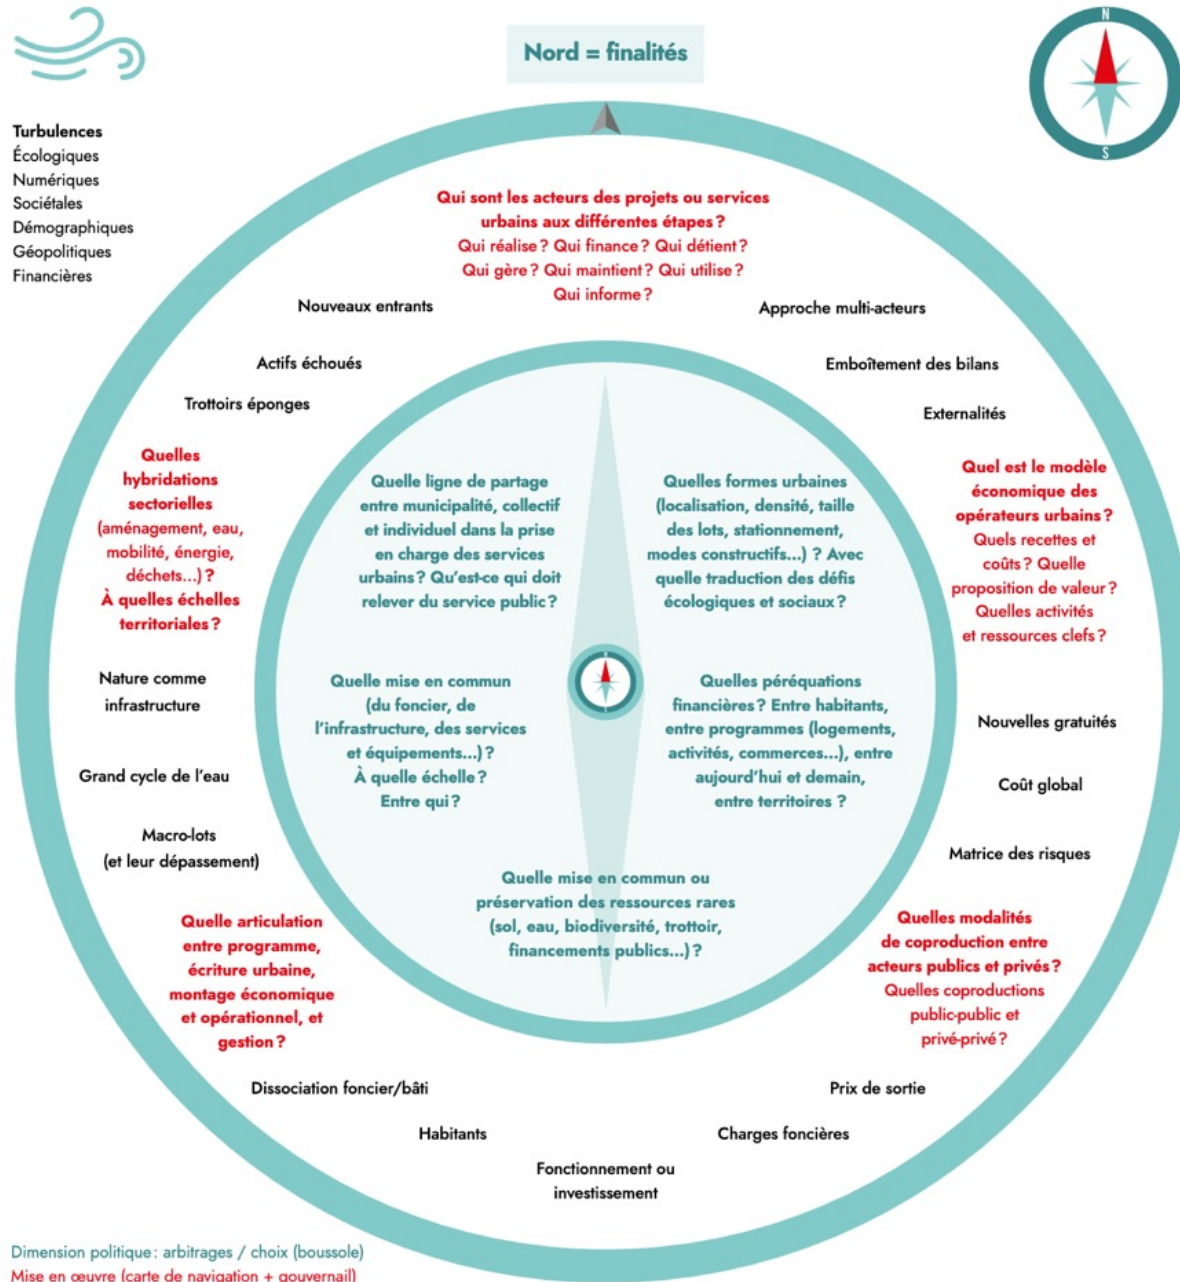 Nord = finalités
N
S
Turbulences
Écologiques
Numériques
Sociétales
Démographiques
Géopolitiques
Financières
Qui sont les acteurs des projets ou services
urbains aux différentes étapes ?
Qui réalise ? Qui finance ? Qui détient ?
Qui gère ? Qui maintient ? Qui utilise ?
Qui informe ?
Nouveaux entrants
Actifs échoués
Trottoirs éponges
Approche multi-acteurs
Emboîtement des bilans
Externalités
Quelles
hybridations
sectorielles
(aménagement, eau,
mobilité, énergie,
déchets...) ?
À quelles échelles
territoriales ?
Quelle ligne de partage
entre municipalité, collectif
et individuel dans la prise
en charge des services
urbains ? Qu’est-ce qui doit
relever du service public ?
Quelles formes urbaines
(localisation, densité, taille
des lots, stationnement,
modes constructifs...) ? Avec
quelle traduction des défis
écologiques et sociaux ?
Quel est le modèle
économique des
opérateurs urbains ?
Quels recettes et
coûts ? Quelle
proposition de valeur ?
Quelles activités
et ressources clefs ?
Nature comme
infrastructure
Grand cycle de l’eau
Macro-lots
(et leur dépassement)
Quelle mise en commun
(du foncier, de
l’infrastructure, des services
et équipements...) ?
À quelle échelle ?
Entre qui ?
Quelles péréquations
financières ? Entre habitants,
entre programmes (logements,
activités, commerces...), entre
aujourd’hui et demain,
entre territoires ?
Nouvelles gratuités
Coût global
Matrice des risques
Quelle mise en commun ou
préservation des ressources rares
(sol, eau, biodiversité, trottoir,
financements publics...) ?
Quelle articulation
entre programme,
écriture urbaine,
montage économique
et opérationnel, et
gestion ?
Quelles modalités
de coproduction entre
acteurs publics et privés ?
Quelles coproductions
public-public et
privé-privé ?
Dissociation foncier/bâti
Habitants
Fonctionnement ou
investissement
Charges foncières
Prix de sortie
Dimension politique : arbitrages / choix (boussole)
Mise en œuvre (carte de navigation + gouvernail)